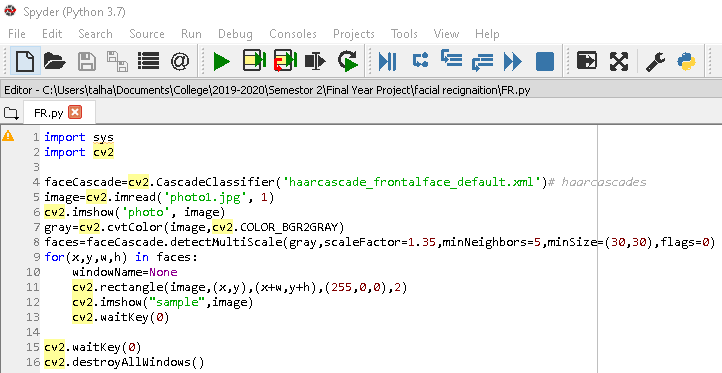 Spyder (Python 3.7)
File Edit Search Source Run Debug Consoles Projects Tools View Help
Editor - C:\Users\talha\Documents\College\2019-2020\Semestor 2\Final Year Project\facial recignaition\FR.py
FR.py
1 import sys
2 import cv2
3
4 faceCascade=cv2.CascadeClassifier('haarcascade_frontalface_default.xml')# haarcascades
5 image=cv2.imread('photo1.jpg', 1)
6 cv2.imshow('photo', image)
7 gray=cv2.cvtColor(image,cv2.COLOR_BGR2GRAY)
8 faces=faceCascade.detectMultiScale(gray,scaleFactor=1.35,minNeighbors=5,minSize=(30,30),flags=0)
9 for(x,y,w,h) in faces:
10     windowName=None
11     cv2.rectangle(image,(x,y),(x+w,y+h),(255,0,0),2)
12     cv2.imshow("sample",image)
13     cv2.waitKey(0)
14
15 cv2.waitKey(0)
16 cv2.destroyAllWindows()